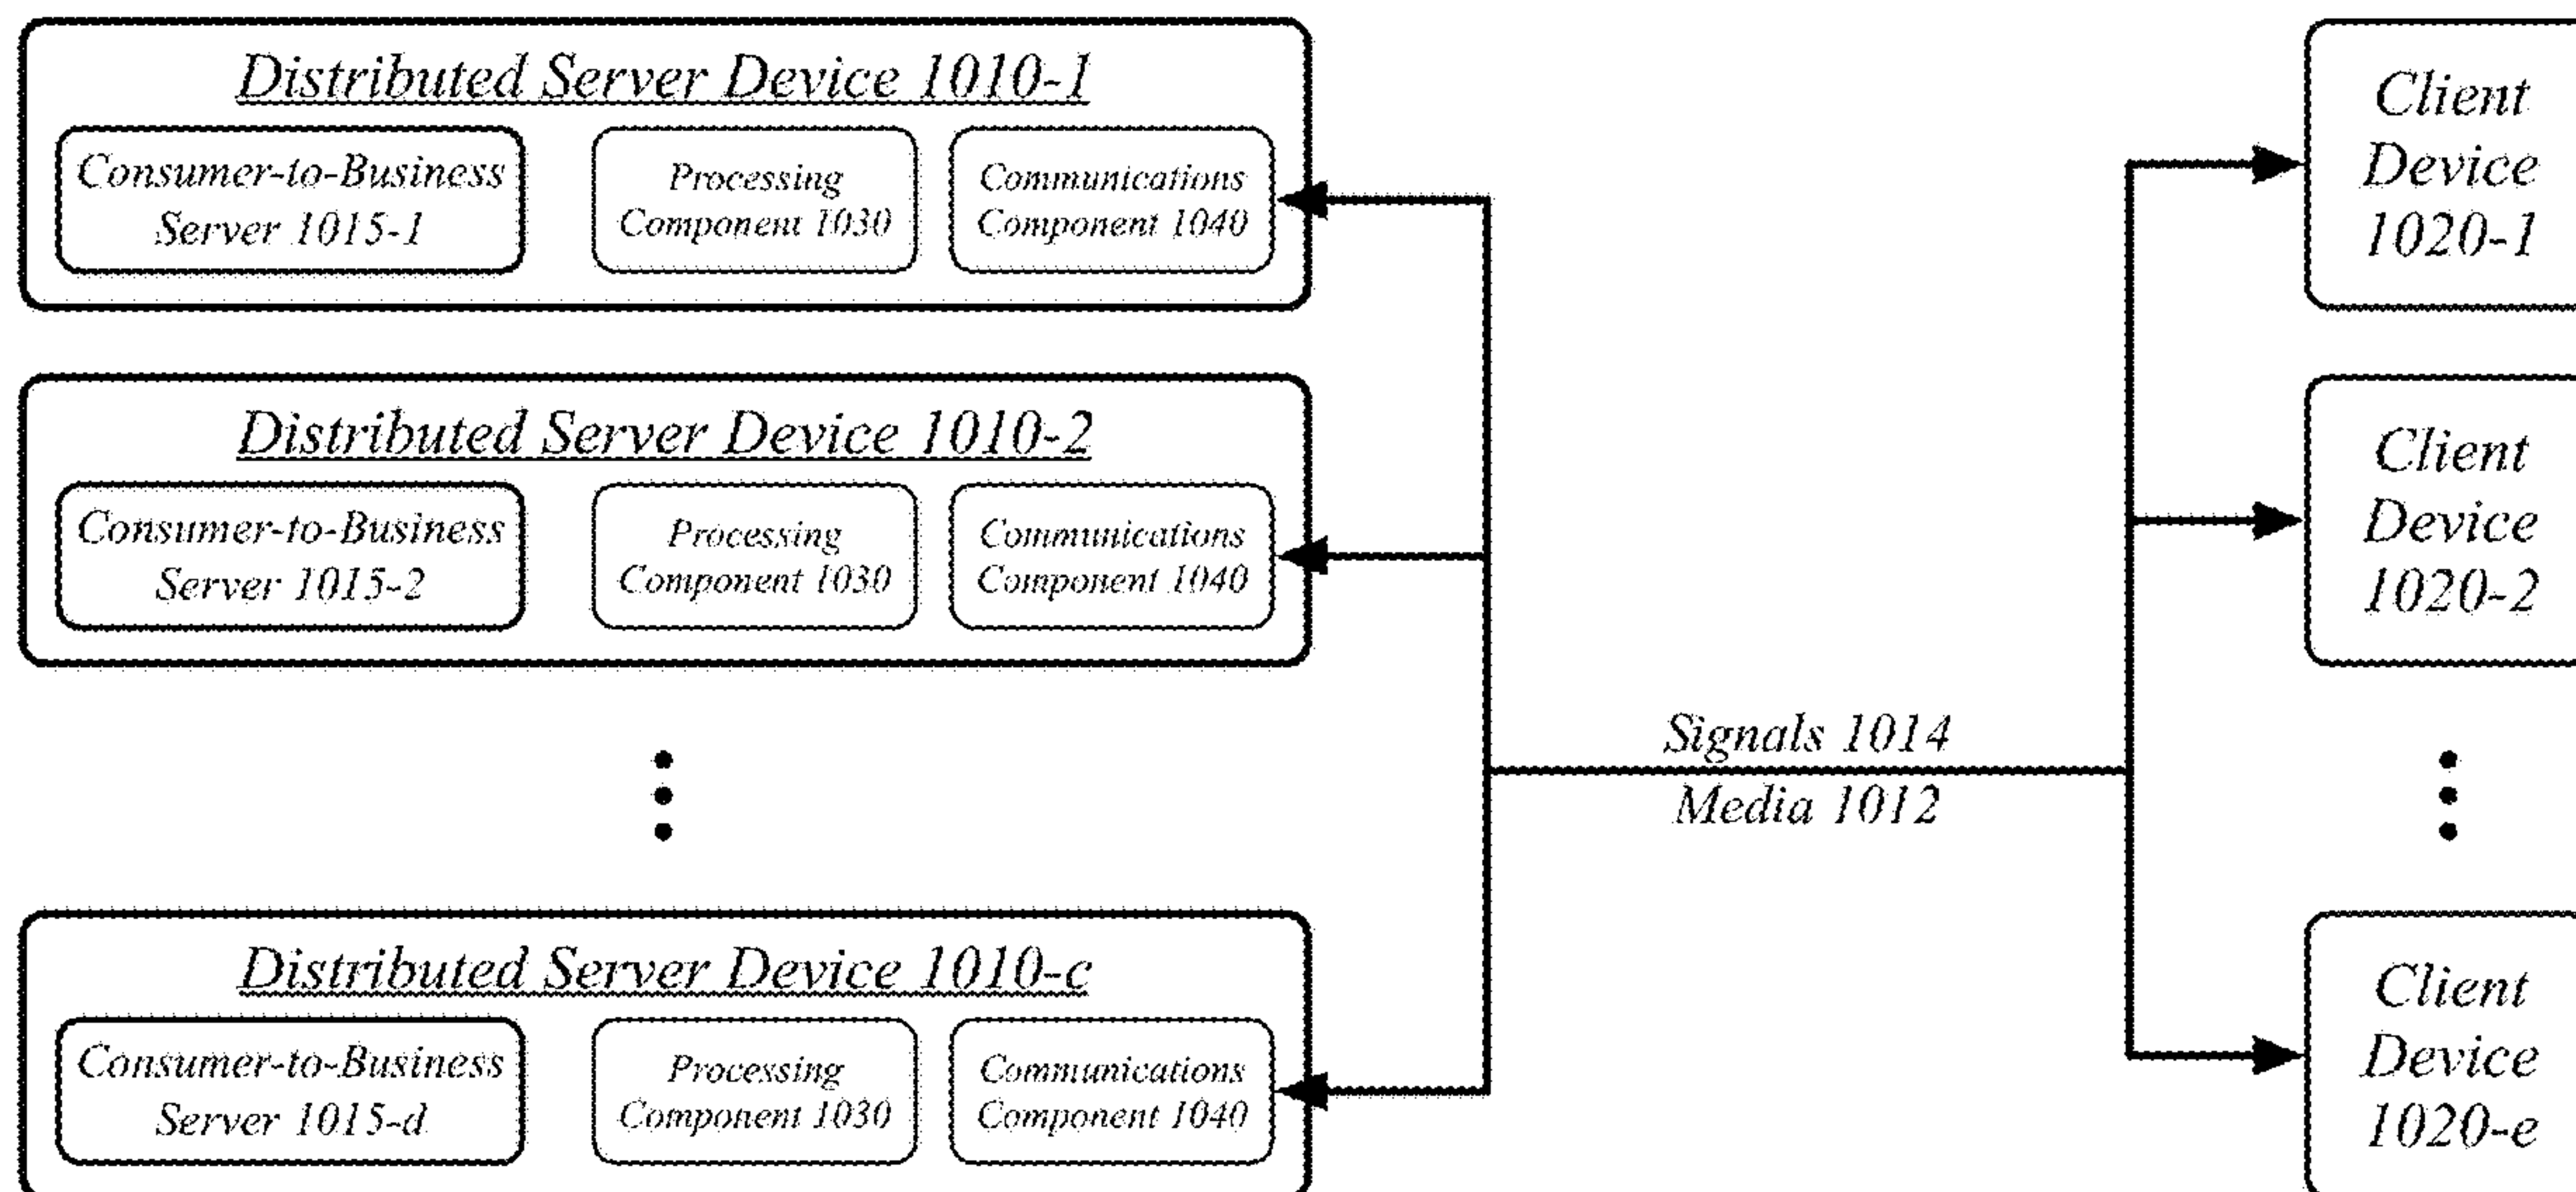 Distributed Server Device 1010-1
Consumer-to-Business
Server 1015-1
Processing
Component 1030
Communications
Component 1040
Client
Device
1020-1
Distributed Server Device 1010-2
Consumer-to-Business
Server 1015-2
Processing
Component 1030
Communications
Component 1040
Client
Device
1020-2
Signals 1014
Media 1012
Distributed Server Device 1010-c
Consumer-to-Business
Server 1015-d
Processing
Component 1030
Communications
Component 1040
Client
Device
1020-e